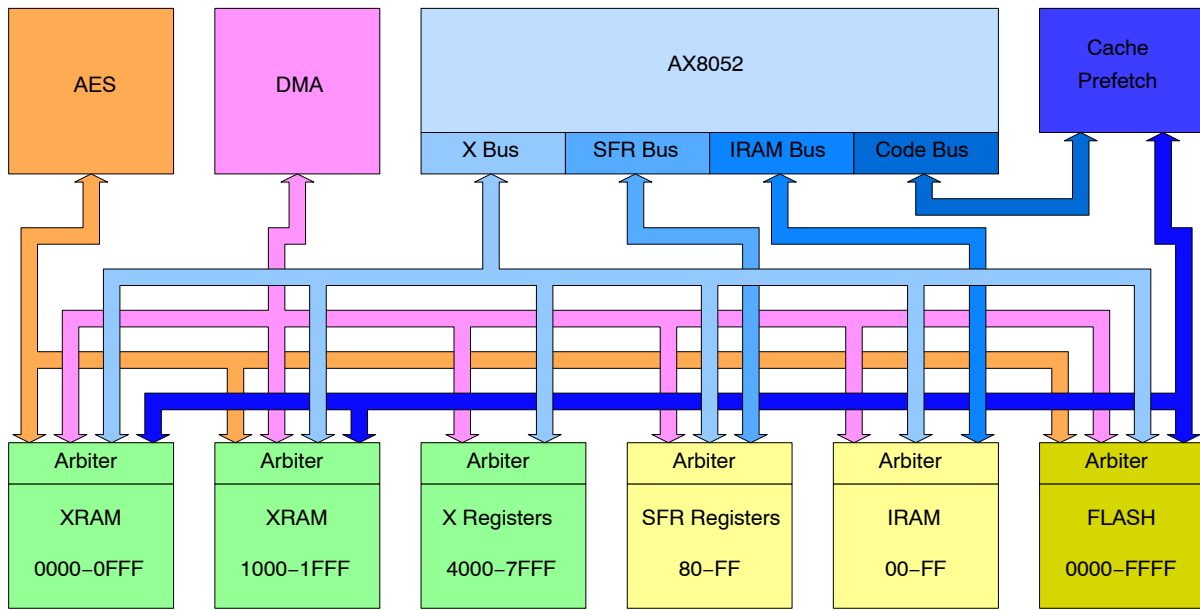 AES
DMA
AX8052
Cache
Prefetch
X Bus
SFR Bus
IRAM Bus
Code Bus
Arbiter
XRAM
0000−0FFF
Arbiter
XRAM
1000−1FFF
Arbiter
X Registers
4000−7FFF
Arbiter
SFR Registers
80−FF
Arbiter
IRAM
00−FF
Arbiter
FLASH
0000−FFFF